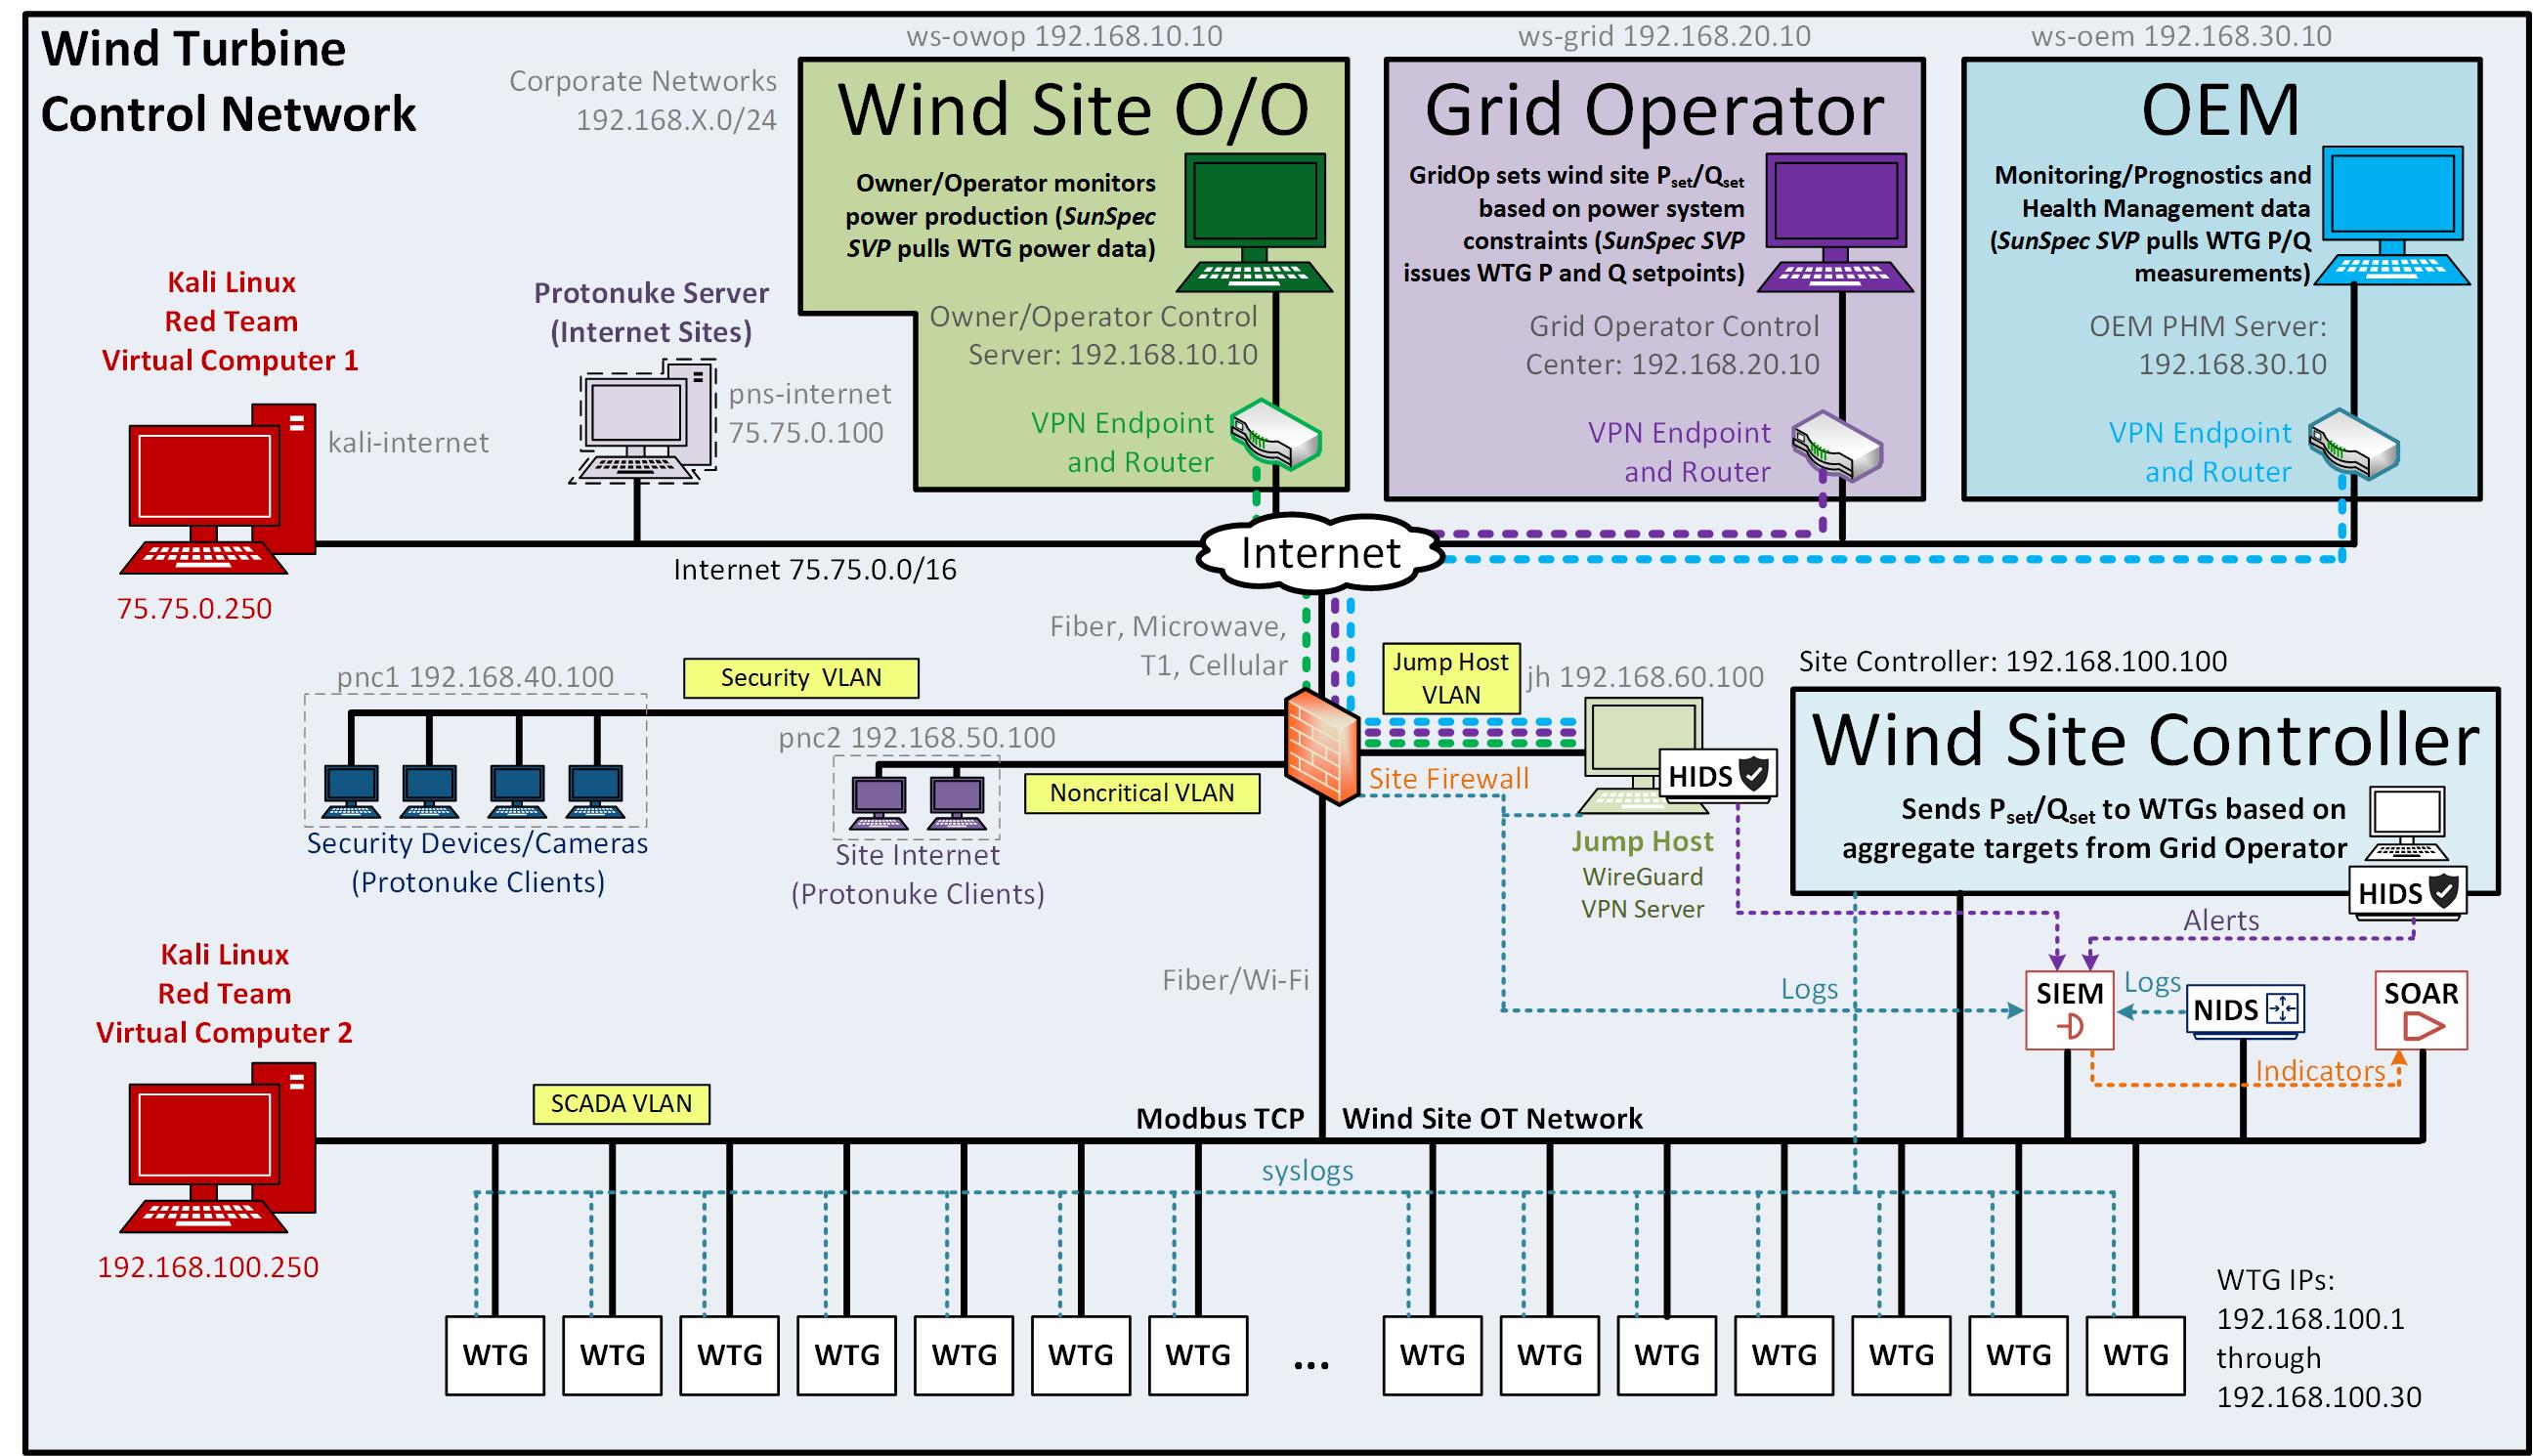 Wind Turbine
Control Network
Corporate Networks
192.168.X.0/24
ws-owop 192.168.10.10
Wind Site O/O
Owner/Operator monitors
power production (SunSpec
SVP pulls WTG power data)
Owner/Operator Control
Server: 192.168.10.10
VPN Endpoint
and Router
ws-grid 192.168.20.10
Grid Operator
GridOp sets wind site Pset/Qset
based on power system
constraints (SunSpec SVP
issues WTG P and Q setpoints)
Grid Operator Control
Center: 192.168.20.10
VPN Endpoint
and Router
ws-oem 192.168.30.10
OEM
Monitoring/Prognostics and
Health Management data
(SunSpec SVP pulls WTG P/Q
measurements)
OEM PHM Server:
192.168.30.10
VPN Endpoint
and Router
Kali Linux
Red Team
Virtual Computer 1
kali-internet
75.75.0.250
Protonuke Server
(Internet Sites)
pns-internet
75.75.0.100
Internet 75.75.0.0/16
Internet
Fiber, Microwave,
T1, Cellular
pnc1 192.168.40.100
Security VLAN
Security Devices/Cameras
(Protonuke Clients)
pnc2 192.168.50.100
Noncritical VLAN
Site Internet
(Protonuke Clients)
Jump Host
VLAN
jh 192.168.60.100
HIDS
Site Firewall
Jump Host
WireGuard
VPN Server
Site Controller: 192.168.100.100
Wind Site Controller
Sends Pset/Qset to WTGs based on
aggregate targets from Grid Operator
HIDS
Alerts
Logs
SIEM
Logs
NIDS
SOAR
Indicators
Kali Linux
Red Team
Virtual Computer 2
192.168.100.250
Fiber/Wi-Fi
SCADA VLAN
Modbus TCP
Wind Site OT Network
syslogs
WTG
WTG
WTG
WTG
WTG
WTG
WTG
...
WTG
WTG
WTG
WTG
WTG
WTG
WTG
WTG IPs:
192.168.100.1
through
192.168.100.30